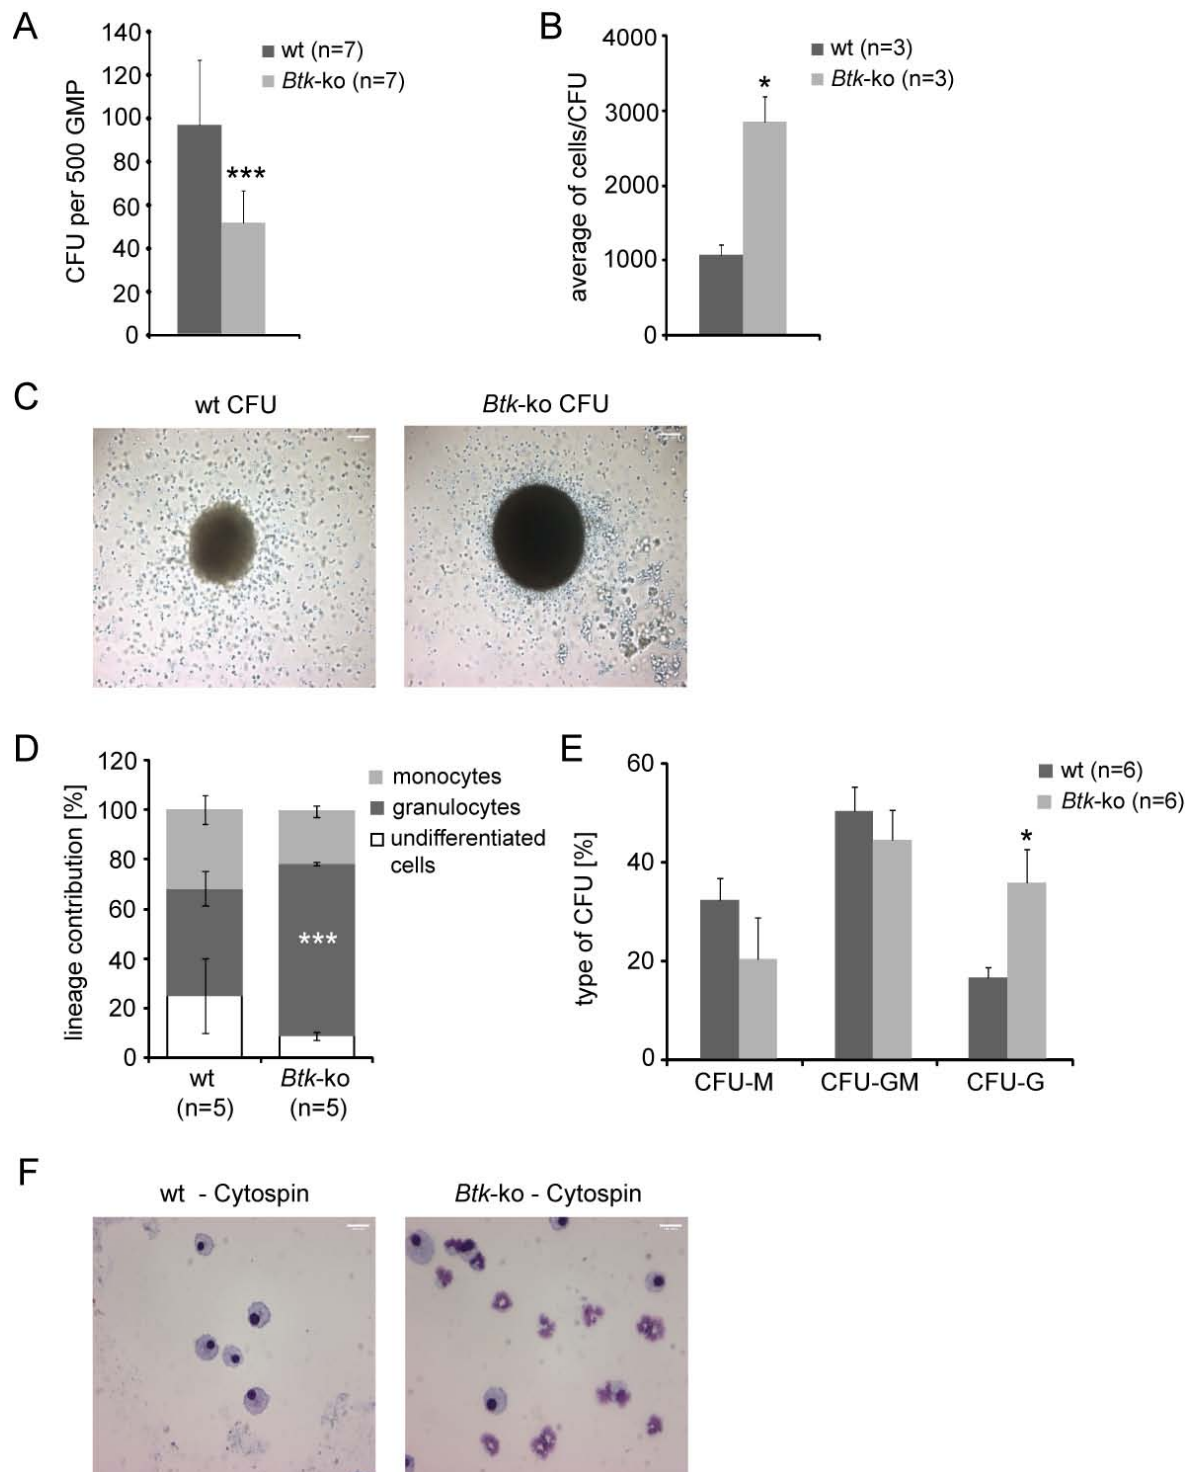 A
140
120
100
80
60
40
20
0
CFU per 500 GMP
wt (n=7)
Btk-ko (n=7)
***
B
4000
3000
2000
1000
0
average of cells/CFU
wt (n=3)
Btk-ko (n=3)
*
C
wt CFU
Btk-ko CFU
D
120
100
80
60
40
20
0
lineage contribution [%]
monocytes
granulocytes
undifferentiated
cells
***
wt
(n=5)
Btk-ko
(n=5)
E
60
40
20
0
type of CFU [%]
wt (n=6)
Btk-ko (n=6)
*
CFU-M
CFU-GM
CFU-G
F
wt - Cytospin
Btk-ko - Cytospin